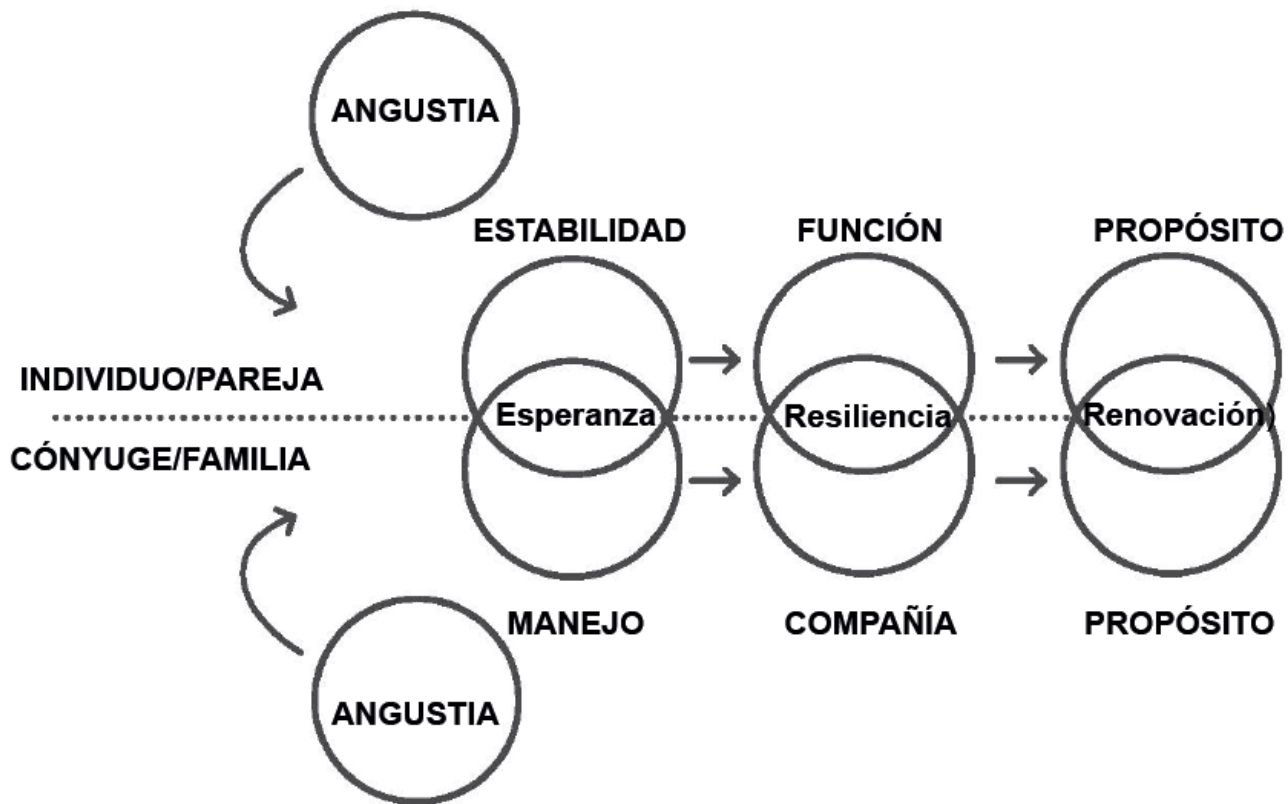 ANGUSTIA
ESTABILIDAD
FUNCIÓN
PROPÓSITO
INDIVIDUO/PAREJA
Esperanza
Resiliencia
Renovación)
CÓNYUGE/FAMILIA
MANEJO
COMPAÑÍA
PROPÓSITO
ANGUSTIA